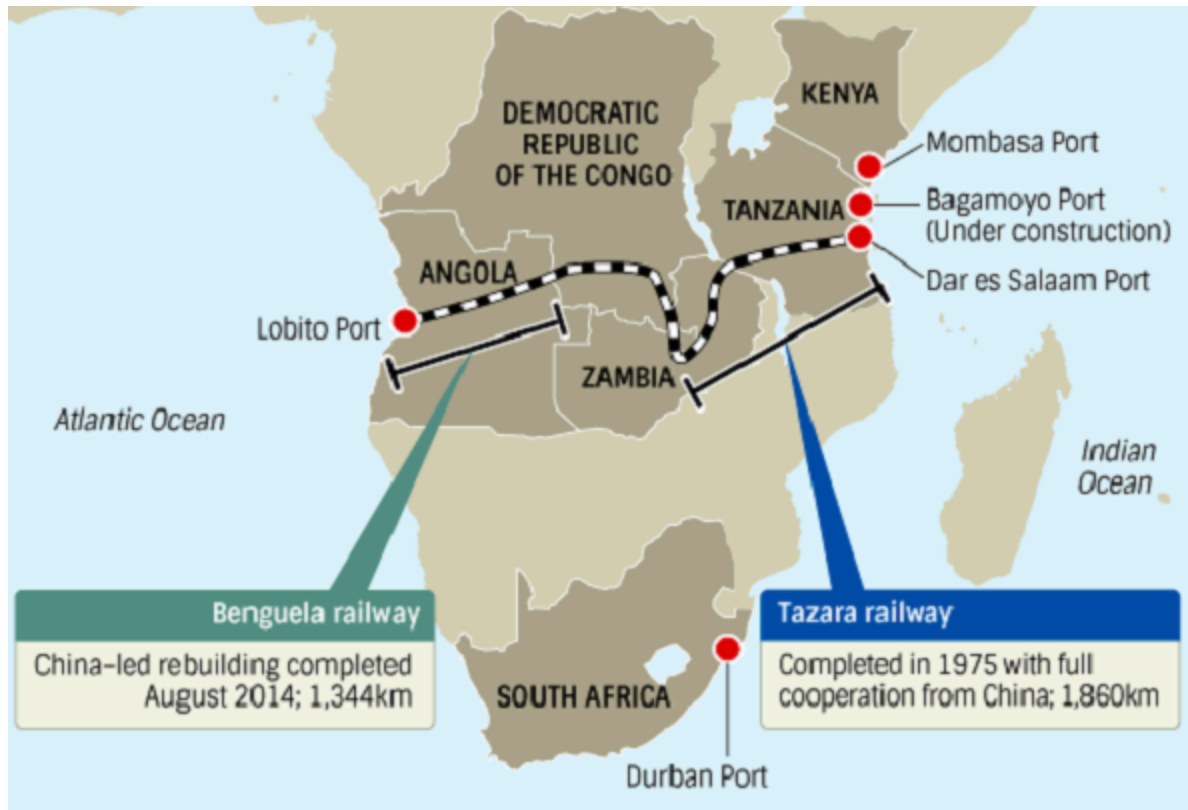 KENYA
DEMOCRATIC
REPUBLIC
OF THE CONGO
Mombasa Port
TANZANIA
Bagamoyo Port
(Under construction)
ANGOLA
Dar es Salaam Port
Lobito Port
ZAMBIA
Atlantic Ocean
Indian
Ocean
Benguela railway
China-led rebuilding completed
August 2014; 1,344km
Tazara railway
Completed in 1975 with full
cooperation from China; 1,860km
SOUTH AFRICA
Durban Port